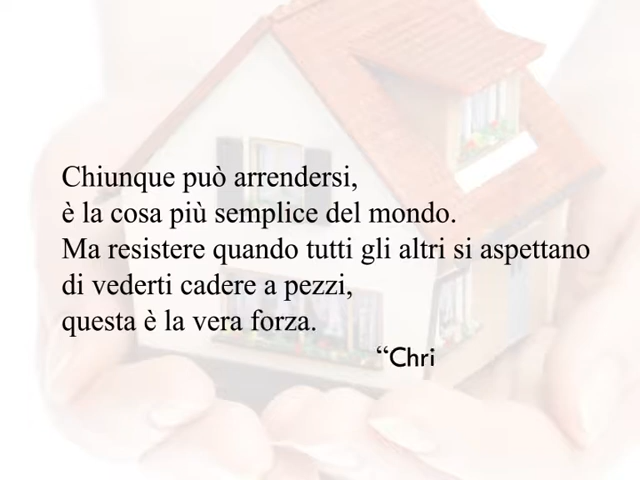 Chiunque può arrendersi,
è la cosa più semplice del mondo.
Ma resistere quando tutti gli altri si aspettano
di vederti cadere a pezzi,
questa è la vera forza.
“Chri